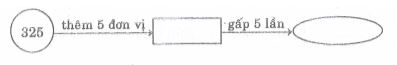 325 thêm 5 đơn vị gấp 5 lần